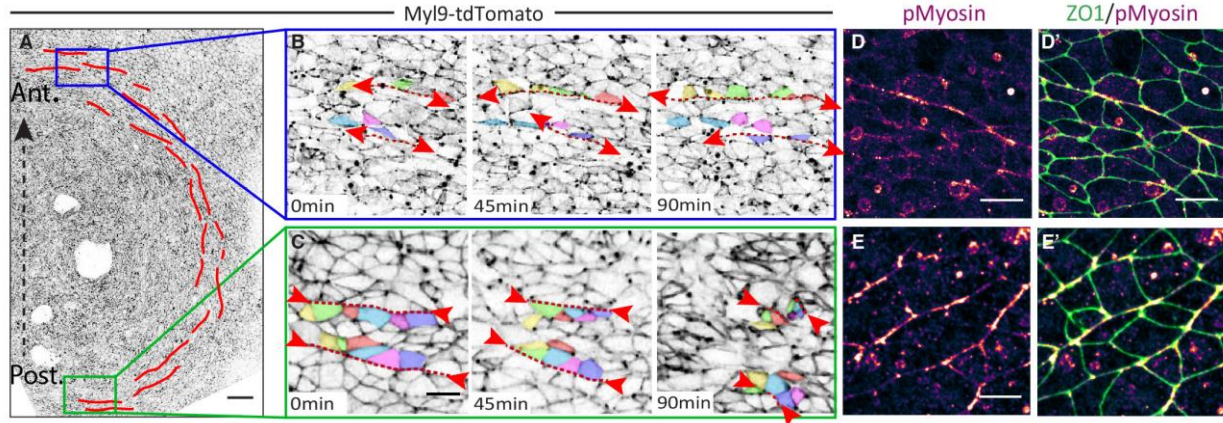 Myl9-tdTomato
pMyosin
ZO1/pMyosin
A
Ant.
Post.
B
0min
45min
90min
C
0min
45min
90min
D
D'
E
E'